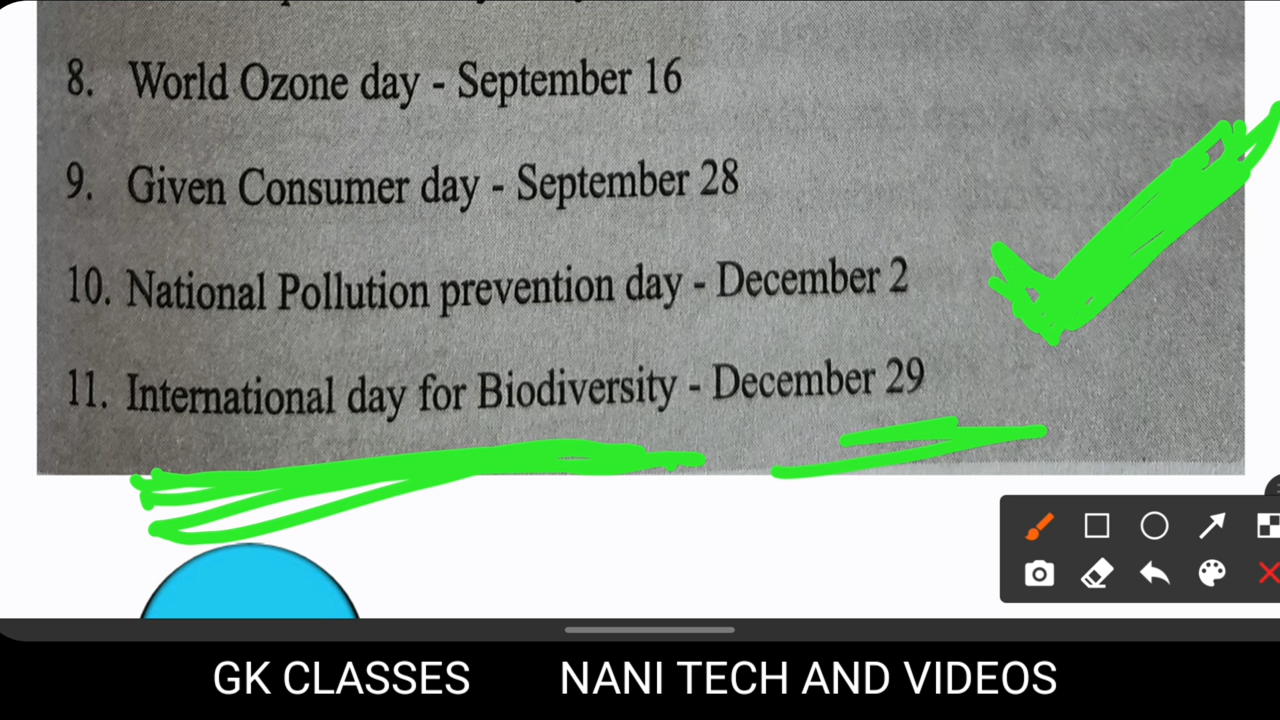 8. World Ozone day - September 16
9. Given Consumer day - September 28
10. National Pollution prevention day - December 2
11. International day for Biodiversity - December 29
GK CLASSES NANI TECH AND VIDEOS